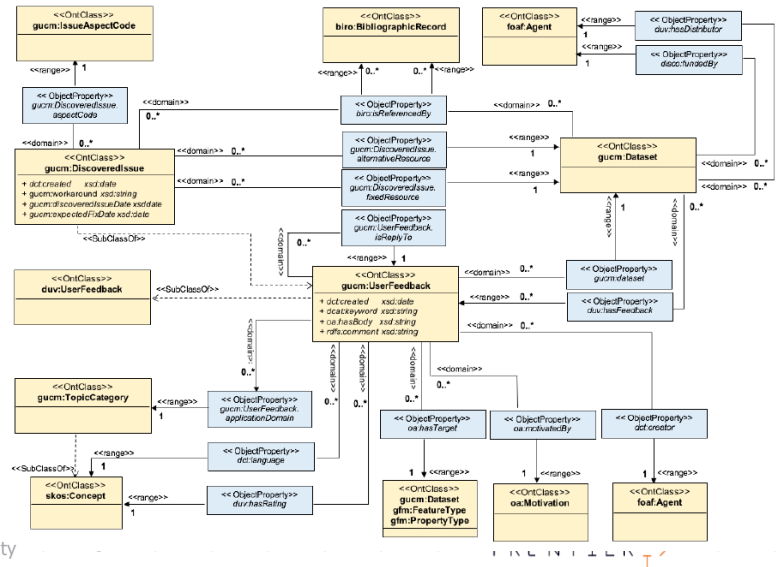 <<OntClass>>
gucm:IssueAspectCode
<<OntClass>>
biro:BibliographicRecord
<<OntClass>>
foaf:Agent
<<range>>
1
<< ObjectProperty>>
duv:hasDistributor
<<range>>
1
<< ObjectProperty>>
disco:fundedBy
<<range>> 1
<<range>> 0..* 0..* <<range>>
<< ObjectProperty>>
gucm:DiscoveredIssue.
aspectCode
<<domain>>
0..*
<< ObjectProperty>>
biro:isReferencedBy
<<domain>>
0..*
<<domain>> 0..*
<<OntClass>>
gucm:DiscoveredIssue
+ dct:created xsd:date
+ gucm:workaround xsd:string
+ gucm:discoveredIssueDate xsd:date
+ gucm:expectedFixDate xsd:date
<<domain>> 0..*
<< ObjectProperty>>
gucm:DiscoveredIssue.
alternativeResource
<<range>>
1
<<domain>> 0..*
<< ObjectProperty>>
gucm:DiscoveredIssue.
fixedResource
<<range>>
1
<<OntClass>>
gucm:Dataset
<<domain>> 0..*
<<domain>> 0..*
<<SubClassOf>>
<<domain>>
0..*
<< ObjectProperty>>
gucm:UserFeedback.
isReplyTo
<<range>> 1
<<range>>
1
<<domain>>
0..*
<<OntClass>>
duv:UserFeedback
<<SubClassOf>>
<<OntClass>>
gucm:UserFeedback
+ dct:created xsd:date
+ dcat:keyword xsd:string
+ oa:hasBody xsd:string
+ rdfs:comment xsd:string
<<domain>> 0..*
<< ObjectProperty>>
gucm:dataset
<<range>> 0..*
<< ObjectProperty>>
duv:hasFeedback
<<domain>> 0..*
<<domain>>
0..*
<<domain>>
0..*
<<domain>>
0..*
<<domain>>
0..*
<<domain>>
0..*
<<OntClass>>
gucm:TopicCategory
<<range>>
1
<< ObjectProperty>>
gucm:UserFeedback.
applicationDomain
<< ObjectProperty>>
oa:hasTarget
<< ObjectProperty>>
oa:motivatedBy
<< ObjectProperty>>
dct:creator
<<SubClassOf>>
<<range>>
1
<< ObjectProperty>>
dct:language
1 <<range>>
1 <<range>>
1 <<range>>
<<OntClass>>
skos:Concept
<<range>>
1
<< ObjectProperty>>
duv:hasRating
<<OntClass>>
gucm:Dataset
gfm:FeatureType
gfm:PropertyType
<<OntClass>>
oa:Motivation
<<OntClass>>
foaf:Agent
ty